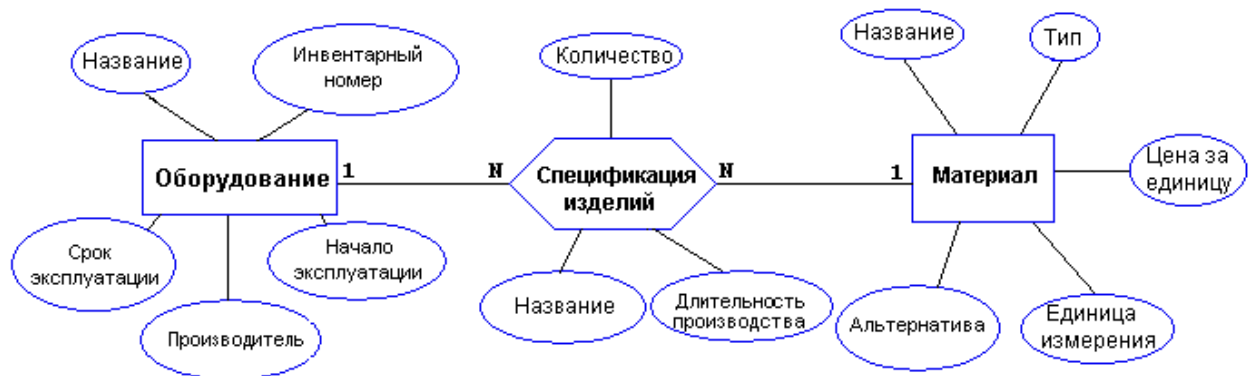 Название
Инвентарный
номер
Количество
Название
Тип
Оборудование
1
N
Спецификация
изделий
N
1
Материал
Цена за
единицу
Срок
эксплуатации
Начало
эксплуатации
Производитель
Название
Длительность
производства
Альтернатива
Единица
измерения